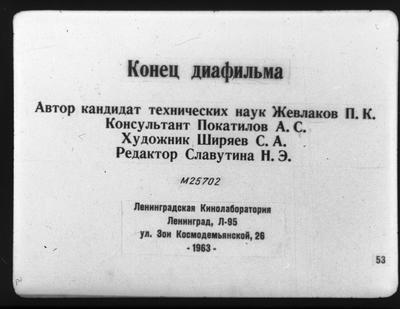 Конец диафильма
Автор кандидат технических наук Жевлаков П. К.
Консультант Покатилов А. С.
Художник Ширяев С. А.
Редактор Славутина Н. Э.
М25702
Ленинградская Кинолаборатория
Ленинград, Л-95
ул. Зои Космодемьянской, 26
- 1963 -
53